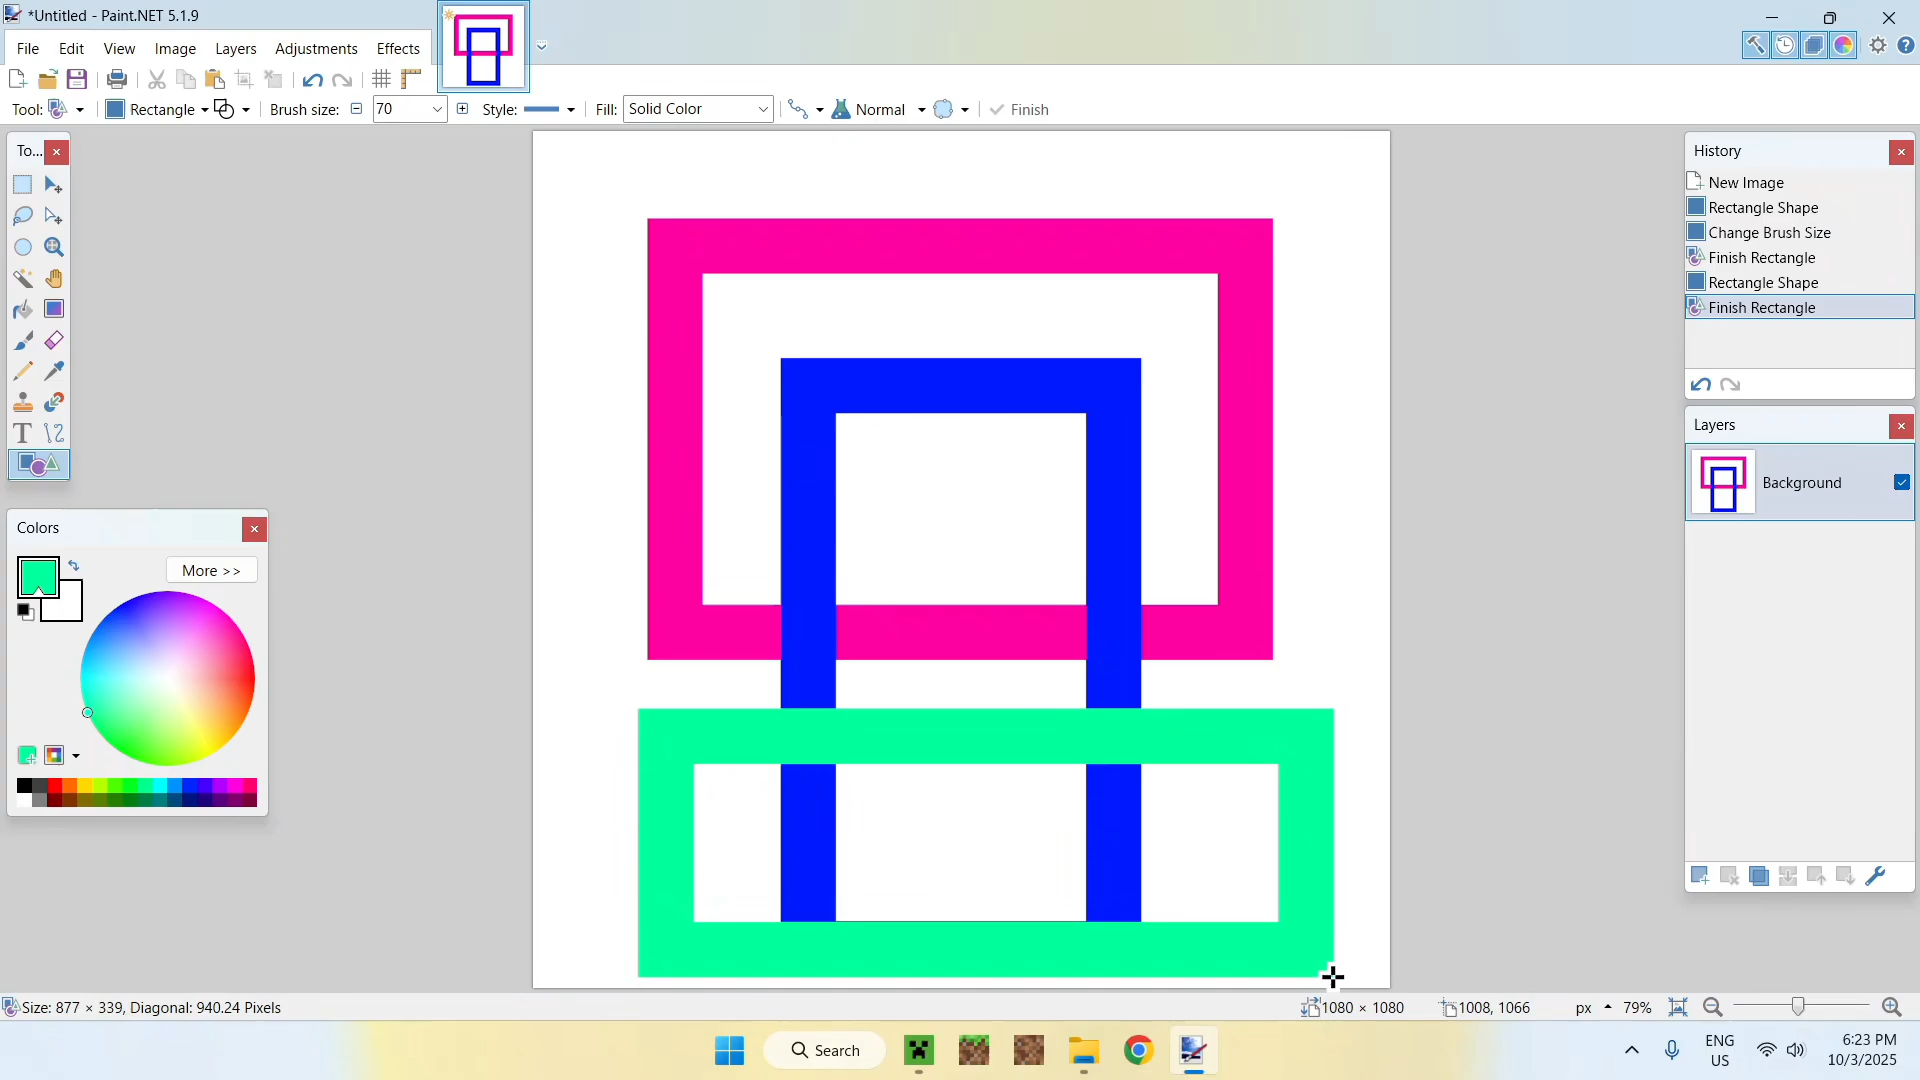 *Untitled - Paint.NET 5.1.9
File Edit View Image Layers Adjustments Effects
Tool: Rectangle Brush size: 70 Style: Fill: Solid Color Normal Finish
To...
History
New Image
Rectangle Shape
Change Brush Size
Finish Rectangle
Rectangle Shape
Finish Rectangle
Layers
Background
Colors
More >>
Size: 877 × 339, Diagonal: 940.24 Pixels
1080 × 1080
1008, 1066
px
79%
Search
ENG
US
6:23 PM
10/3/2025